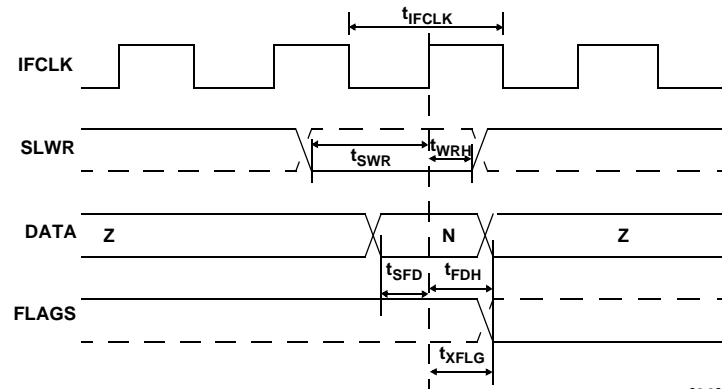 tIFCLK
IFCLK
SLWR
tSWR
tWRH
DATA
Z
N
Z
tSFD
tFDH
FLAGS
tXFLG